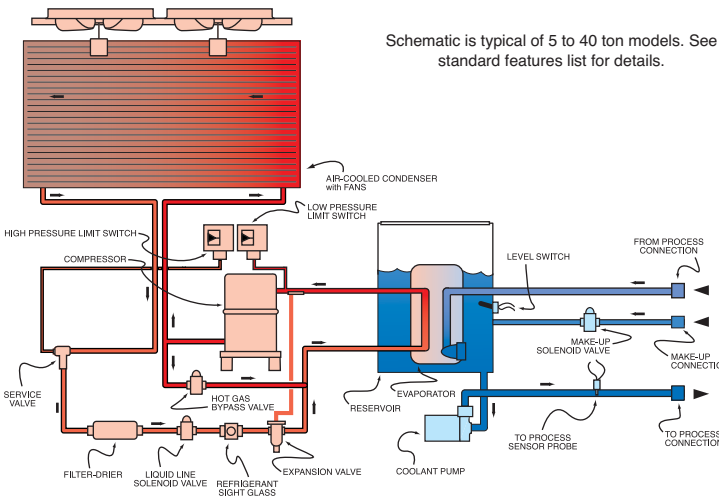 Schematic is typical of 5 to 40 ton models. See
standard features list for details.
AIR-COOLED CONDENSER
with FANS
LOW PRESSURE
LIMIT SWITCH
HIGH PRESSURE LIMIT SWITCH
COMPRESSOR
FROM PROCESS
CONNECTION
LEVEL SWITCH
MAKE-UP
SOLENOID VALVE
MAKE-UP
CONNECTIO
SERVICE
VALVE
HOT GAS
BYPASS VALVE
EVAPORATOR
RESERVOIR
TO PROCESS
SENSOR PROBE
TO PROCESS
CONNECTION
FILTER-DRIER
LIQUID LINE
SOLENOID VALVE
REFRIGERANT
SIGHT GLASS
EXPANSION VALVE
COOLANT PUMP